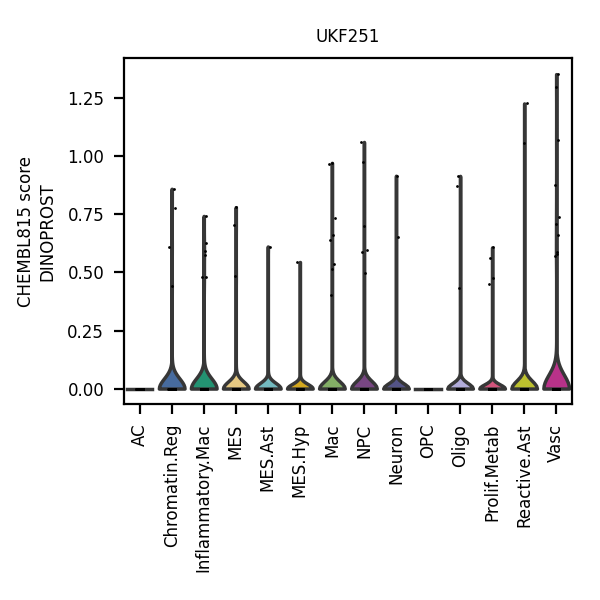 UKF251
CHEMBL815 score
DINOPROST
1.25
1.00
0.75
0.50
0.25
0.00
AC
Chromatin.Reg
Inflammatory.Mac
MES
MES.Ast
MES.Hyp
Mac
NPC
Neuron
OPC
Oligo
Prolif.Metab
Reactive.Ast
Vasc